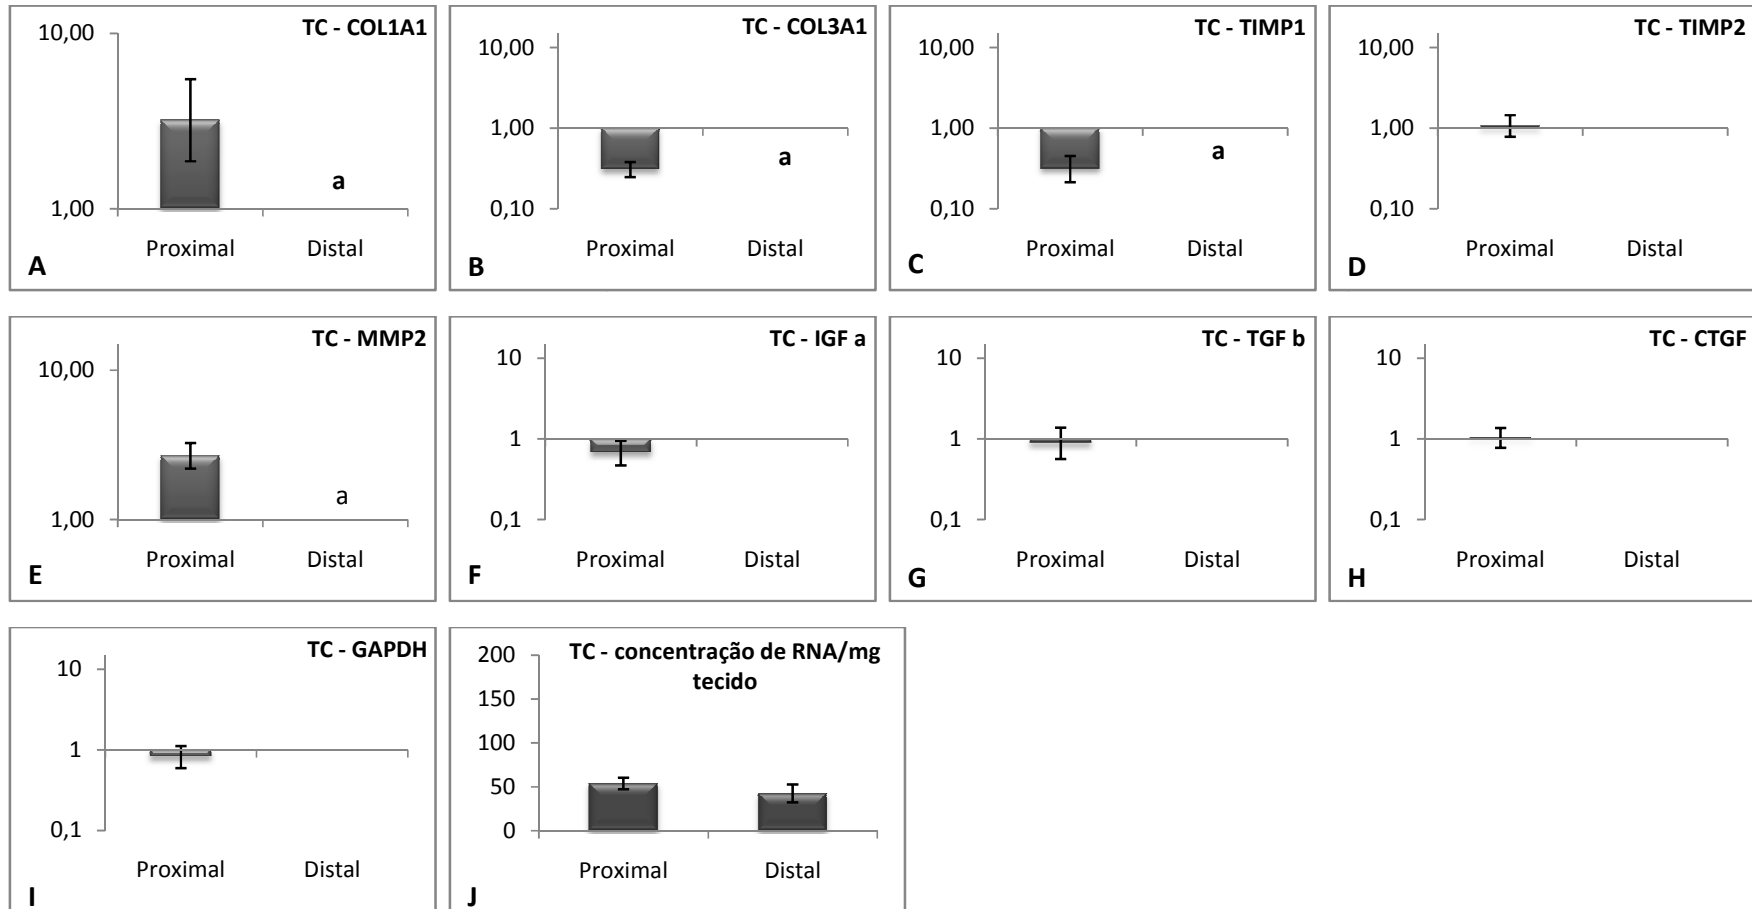 TC - COL1A1
10,00
1,00
a
Proximal Distal
A
TC - COL3A1
10,00
1,00
0,10
a
Proximal Distal
B
TC - TIMP1
10,00
1,00
0,10
a
Proximal Distal
C
TC - TIMP2
10,00
1,00
0,10
Proximal Distal
D
TC - MMP2
10,00
1,00
a
Proximal Distal
E
TC - IGF a
10
1
0,1
Proximal Distal
F
TC - TGF b
10
1
0,1
Proximal Distal
G
TC - CTGF
10
1
0,1
Proximal Distal
H
TC - GAPDH
10
1
0,1
Proximal Distal
I
TC - concentração de RNA/mg
tecido
200
150
100
50
0
Proximal Distal
J